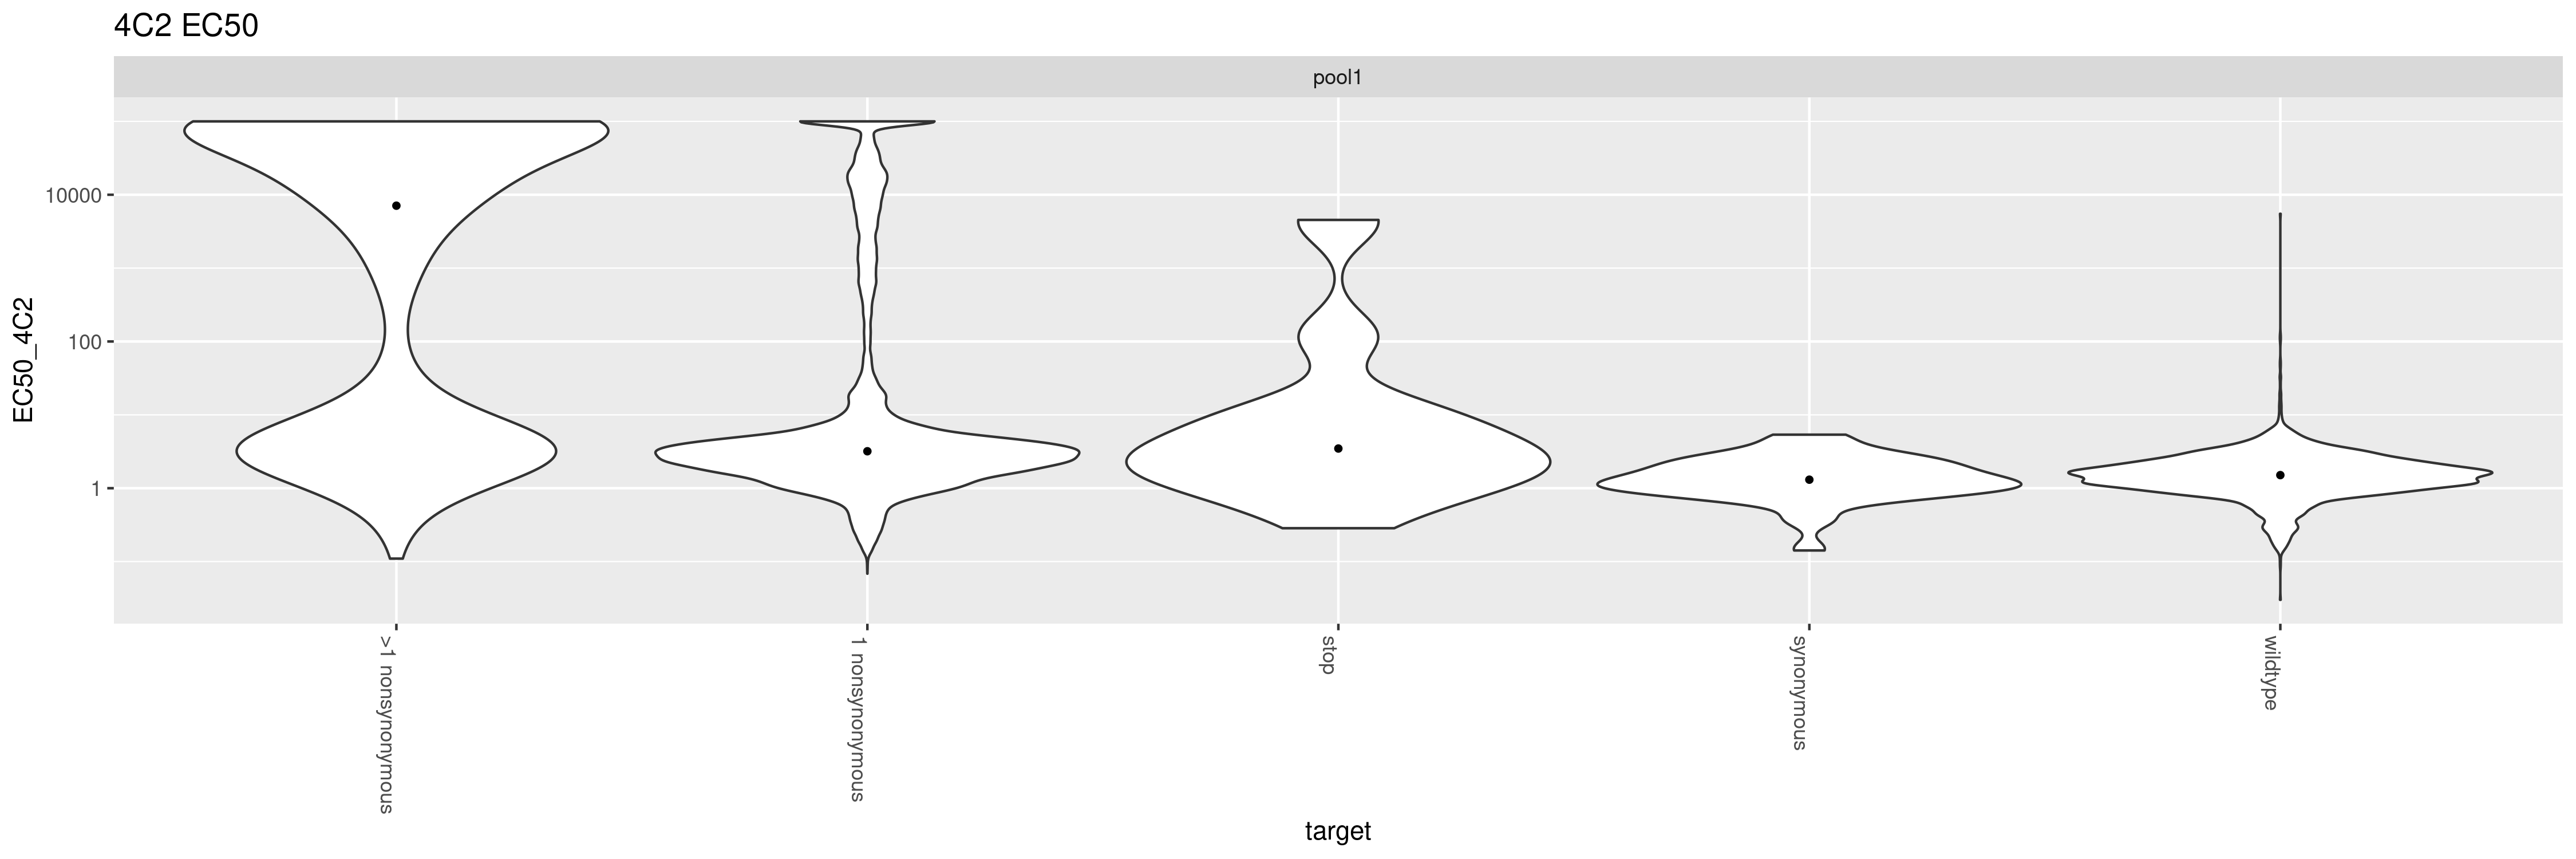 4C2 EC50
pool1
EC50_4C2
10000
100
1
>1 nonsynonymous
1 nonsynonymous
stop
synonymous
wildtype
target